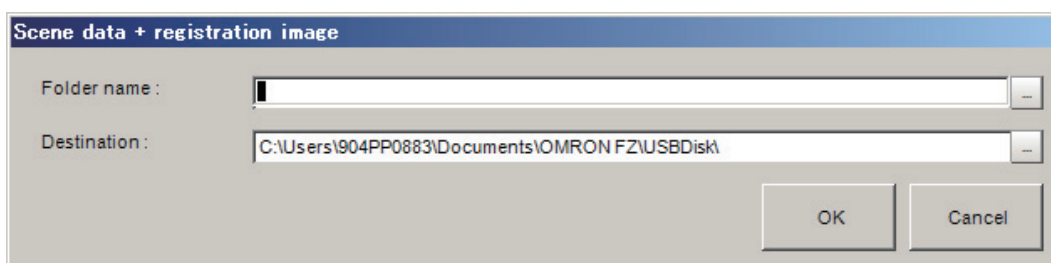 Scene data + registration image
Folder name :
...
Destination :
C:\Users\904PP0883\Documents\OMRON FZ\USBDisk\
...
OK
Cancel